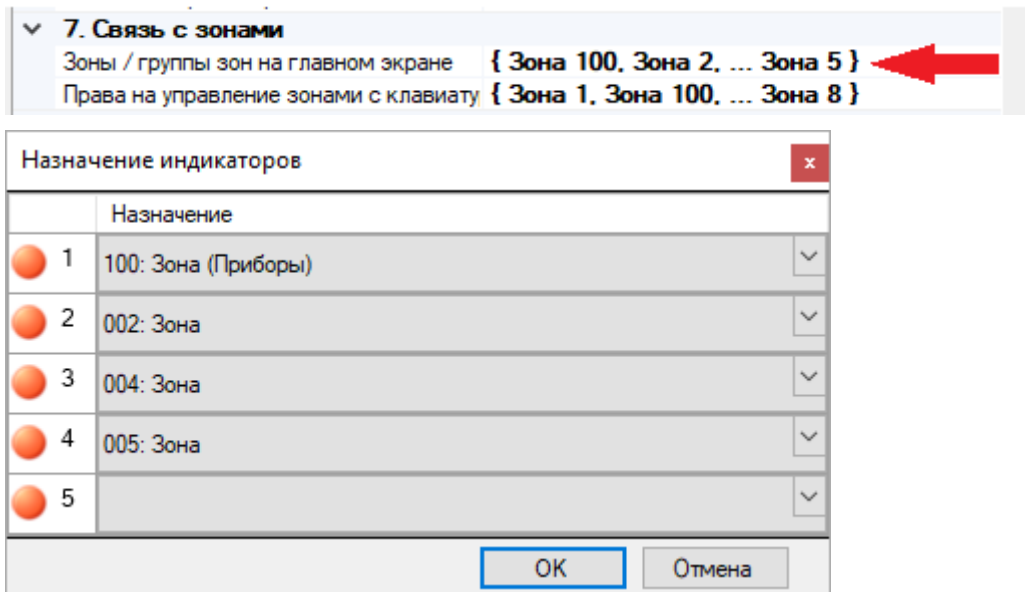 7. Связь с зонами
Зоны / группы зон на главном экране { Зона 100, Зона 2, ... Зона 5 }
Права на управление зонами с клавиату { Зона 1, Зона 100, ... Зона 8 }
Назначение индикаторов x
Назначение
1 100: Зона (Приборы)
2 002: Зона
3 004: Зона
4 005: Зона
5
OK Отмена